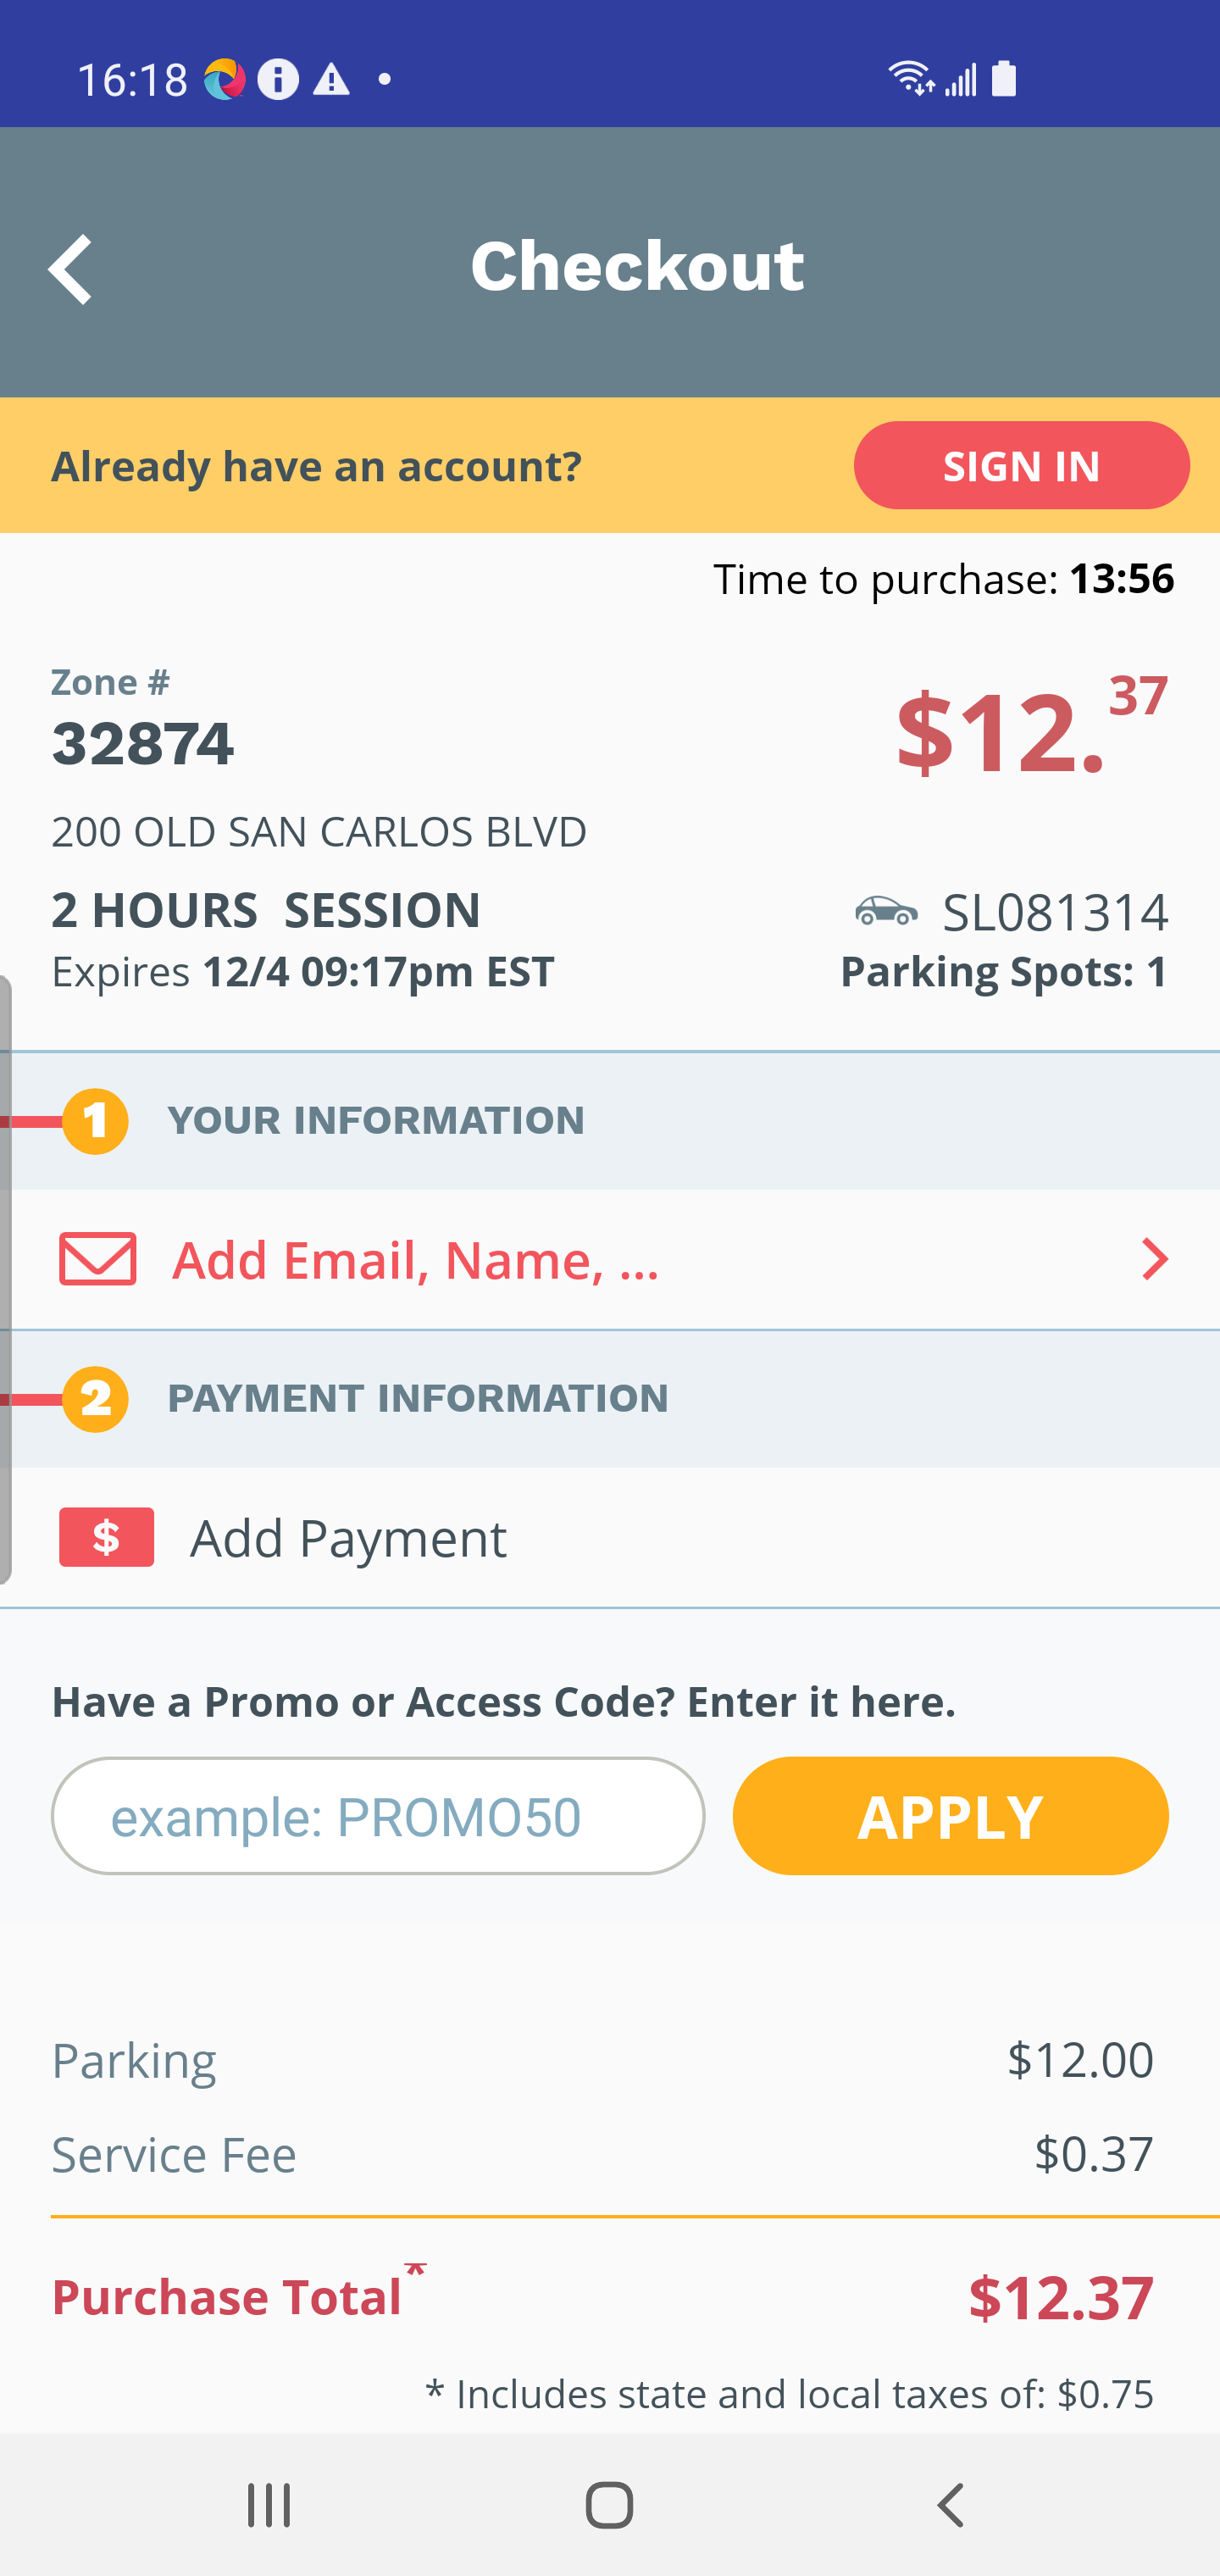 16:18
Checkout
Already have an account?
SIGN IN
Time to purchase: 13:56
Zone #
32874
$12.37
200 OLD SAN CARLOS BLVD
2 HOURS SESSION
SL081314
Expires 12/4 09:17pm EST
Parking Spots: 1
1 YOUR INFORMATION
Add Email, Name, ...
2 PAYMENT INFORMATION
$ Add Payment
Have a Promo or Access Code? Enter it here.
example: PROMO50
APPLY
Parking $12.00
Service Fee $0.37
Purchase Total* $12.37
* Includes state and local taxes of: $0.75